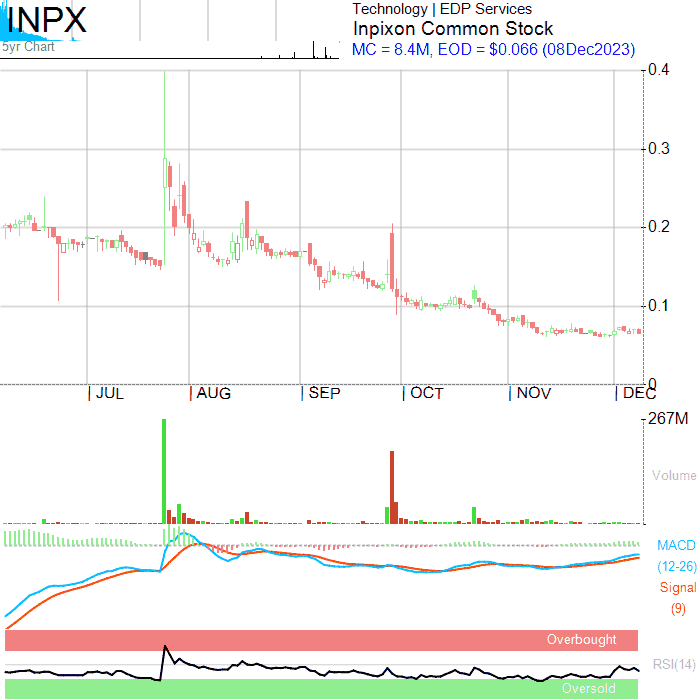 INPX
5yr Chart
Technology | EDP Services
Inpixon Common Stock
MC = 8.4M, EOD = $0.066 (08Dec2023)
0.4
0.3
0.2
0.1
0
JUL AUG SEP OCT NOV DEC
267M
Volume
MACD
(12-26)
Signal
(9)
Overbought
RSI(14)
Oversold